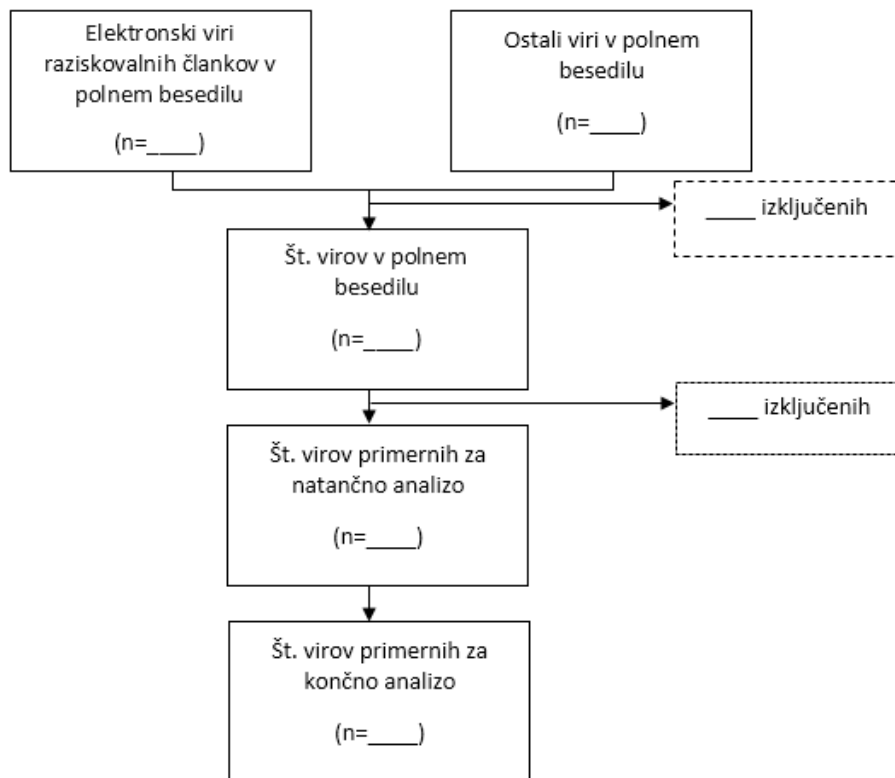 Elektronski viri
raziskovalnih člankov v
polnem besedilu
(n=____)
Ostali viri v polnem
besedilu
(n=____)
____ izključenih
Št. virov v polnem
besedilu
(n=____)
____ izključenih
Št. virov primernih za
natančno analizo
(n=____)
Št. virov primernih za
končno analizo
(n=____)